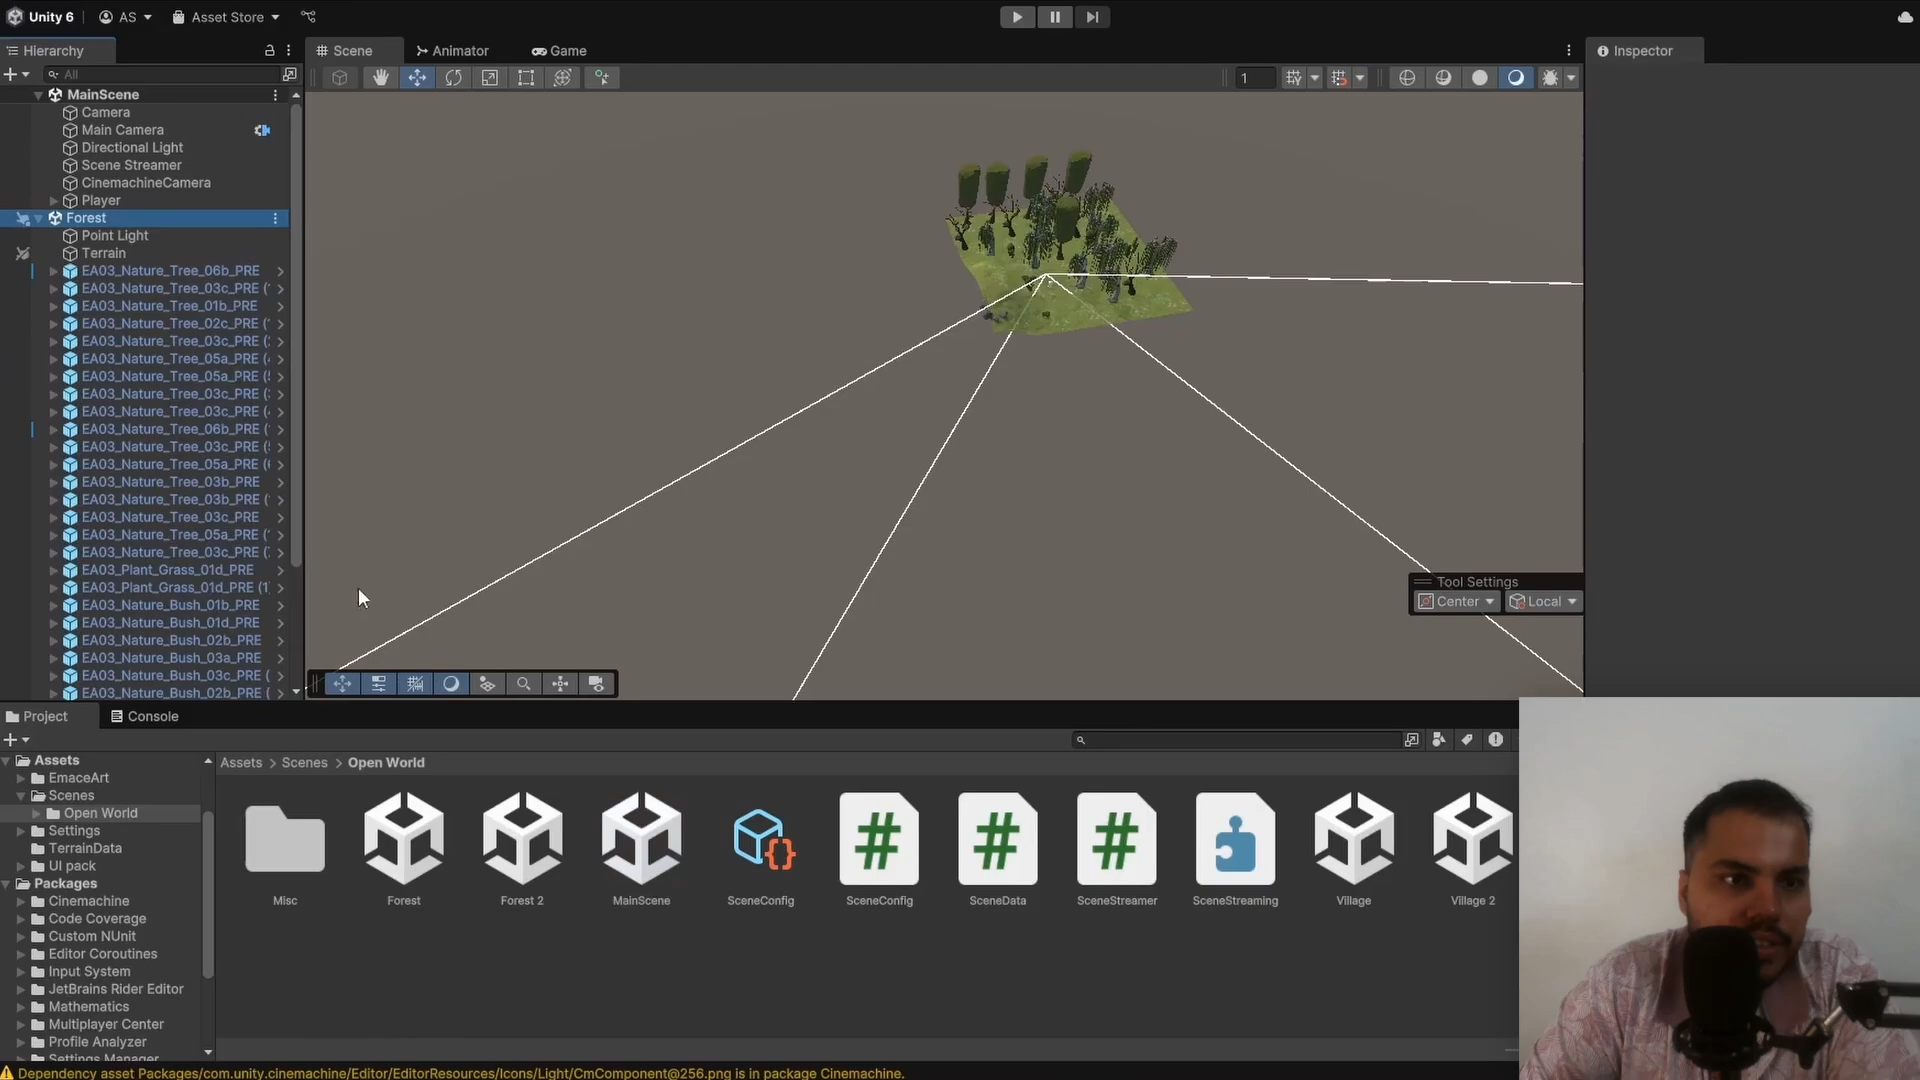 Unity 6 AS Asset Store
Hierarchy
Scene Animator Game
Inspector
All
1
MainScene
Camera
Main Camera
Directional Light
Scene Streamer
CinemachineCamera
Player
Forest
Point Light
Terrain
EA03_Nature_Tree_06b_PRE
EA03_Nature_Tree_03c_PRE (
EA03_Nature_Tree_01b_PRE
EA03_Nature_Tree_02c_PRE (
EA03_Nature_Tree_03c_PRE (
EA03_Nature_Tree_05a_PRE (
EA03_Nature_Tree_05a_PRE (
EA03_Nature_Tree_03c_PRE (
EA03_Nature_Tree_03c_PRE (
EA03_Nature_Tree_06b_PRE (
EA03_Nature_Tree_03c_PRE (
EA03_Nature_Tree_05a_PRE (
EA03_Nature_Tree_03b_PRE
EA03_Nature_Tree_03b_PRE (
EA03_Nature_Tree_03c_PRE
EA03_Nature_Tree_05a_PRE (
EA03_Nature_Tree_03c_PRE (
EA03_Plant_Grass_01d_PRE
EA03_Plant_Grass_01d_PRE (1
EA03_Nature_Bush_01b_PRE
EA03_Nature_Bush_01d_PRE
EA03_Nature_Bush_02b_PRE
EA03_Nature_Bush_03a_PRE
EA03_Nature_Bush_03c_PRE (
EA03_Nature_Bush_02b_PRE (
Tool Settings
Center Local
Project Console
Assets
EmaceArt
Scenes
Open World
Settings
TerrainData
UI pack
Packages
Cinemachine
Code Coverage
Custom NUnit
Editor Coroutines
Input System
JetBrains Rider Editor
Mathematics
Multiplayer Center
Profile Analyzer
Settings Manager
Assets > Scenes > Open World
Misc
Forest
Forest 2
MainScene
SceneConfig
SceneConfig
SceneData
SceneStreamer
SceneStreaming
Village
Village 2
Dependency asset Packages/com.unity.cinemachine/Editor/EditorResources/Icons/Light/CmComponent@256.png is in package Cinemachine.